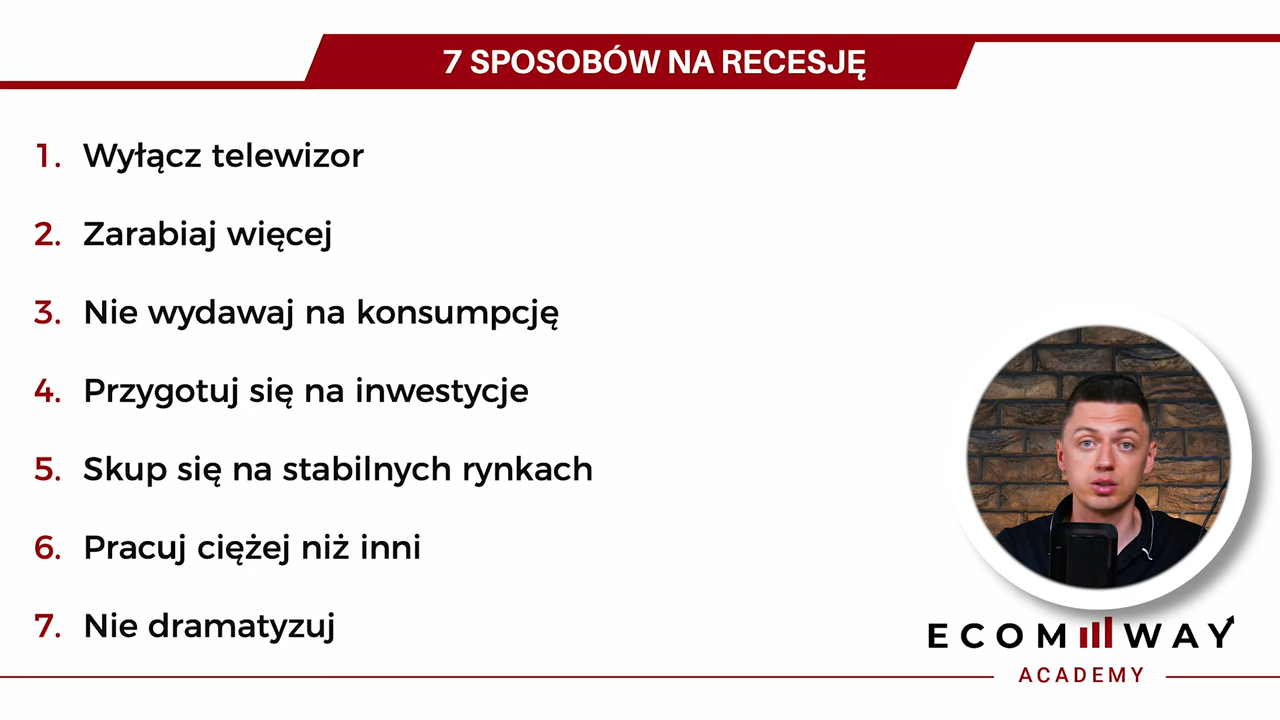 7 SPOSOBÓW NA RECESJĘ
1. Wyłącz telewizor
2. Zarabiaj więcej
3. Nie wydawaj na konsumpcję
4. Przygotuj się na inwestycje
5. Skup się na stabilnych rynkach
6. Pracuj ciężej niż inni
7. Nie dramatyzuj
ECOM WAY
ACADEMY